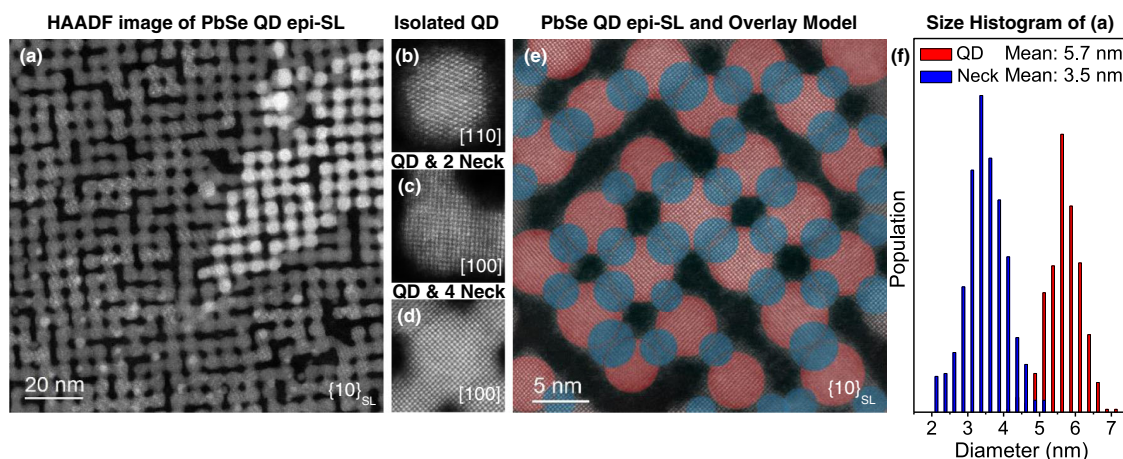 HAADF image of PbSe QD epi-SL
Isolated QD
PbSe QD epi-SL and Overlay Model
Size Histogram of (a)
(a)
20 nm
{10}SL
(b)
[110]
QD & 2 Neck
(c)
[100]
QD & 4 Neck
(d)
[100]
(e)
5 nm
{10}SL
(f)
QD Mean: 5.7 nm
Neck Mean: 3.5 nm
Population
2 3 4 5 6 7
Diameter (nm)